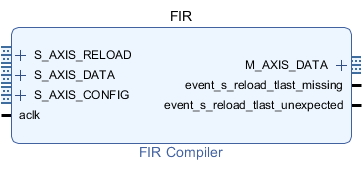 FIR
S_AXIS_RELOAD
S_AXIS_DATA
S_AXIS_CONFIG
aclk
M_AXIS_DATA
event_s_reload_tlast_missing
event_s_reload_tlast_unexpected
FIR Compiler